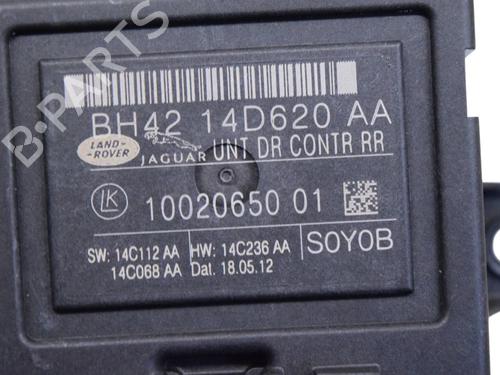 B-PARTS
BH42 14D620 AA
LAND-ROVER JAGUAR UNT DR CONTR RR
LK 10020650 01
SW: 14C112 AA HW: 14C236 AA S0Y0B
14C068 AA Dat. 18.05.12